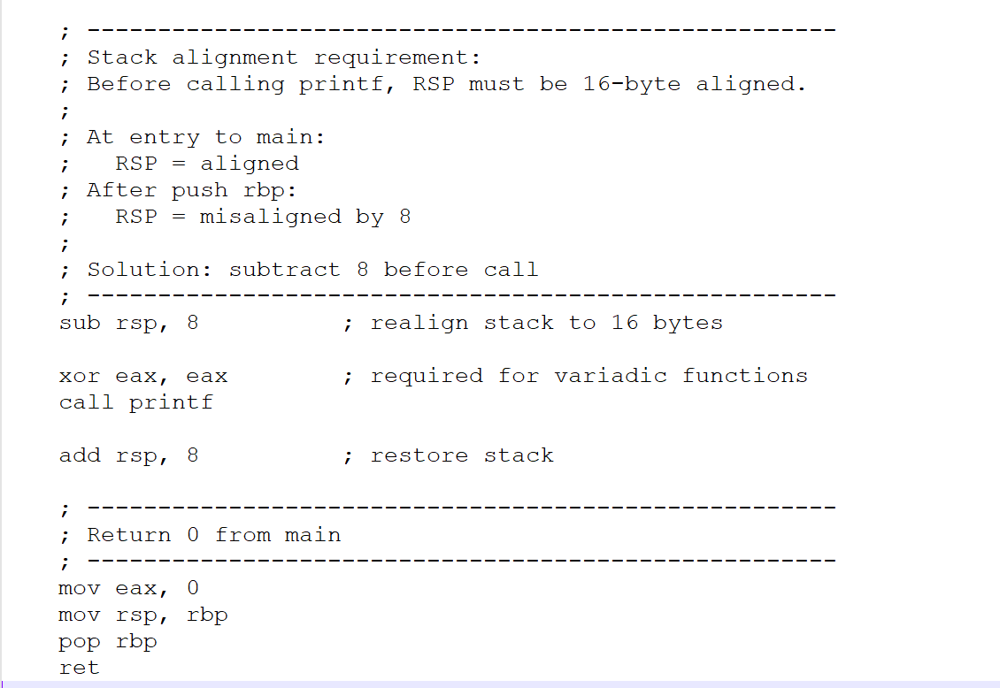 ; -----------------------------------------------------
; Stack alignment requirement:
; Before calling printf, RSP must be 16-byte aligned.
;
; At entry to main:
;   RSP = aligned
; After push rbp:
;   RSP = misaligned by 8
;
; Solution: subtract 8 before call
; -----------------------------------------------------
sub rsp, 8          ; realign stack to 16 bytes
xor eax, eax        ; required for variadic functions
call printf
add rsp, 8          ; restore stack
; -----------------------------------------------------
; Return 0 from main
; -----------------------------------------------------
mov eax, 0
mov rsp, rbp
pop rbp
ret